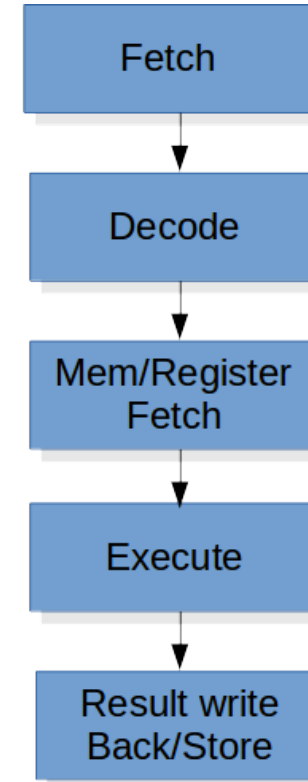 Fetch
Decode
Mem/Register
Fetch
Execute
Result write
Back/Store